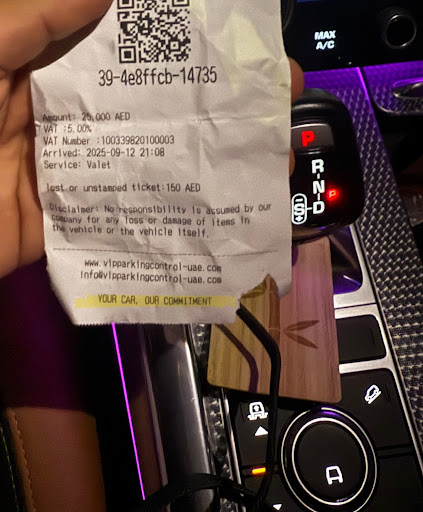 39-4e8ffcb-14735
Amount: 25.000 AED
VAT :5.00%
VAT Number :100339820100003
Arrived: 2025-09-12 21:08
Service: Valet
lost or unstamped ticket:150 AED
Disclaimer: No responsibility is assumed by our
company for any loss or damage of items in
the vehicle or the vehicle itself.
www.vipparkingcontrol-uae.com
info@vipparkingcontrol-uae.com
YOUR CAR, OUR COMMITMENT
MAX
A/C
P
R
N
D
S
P